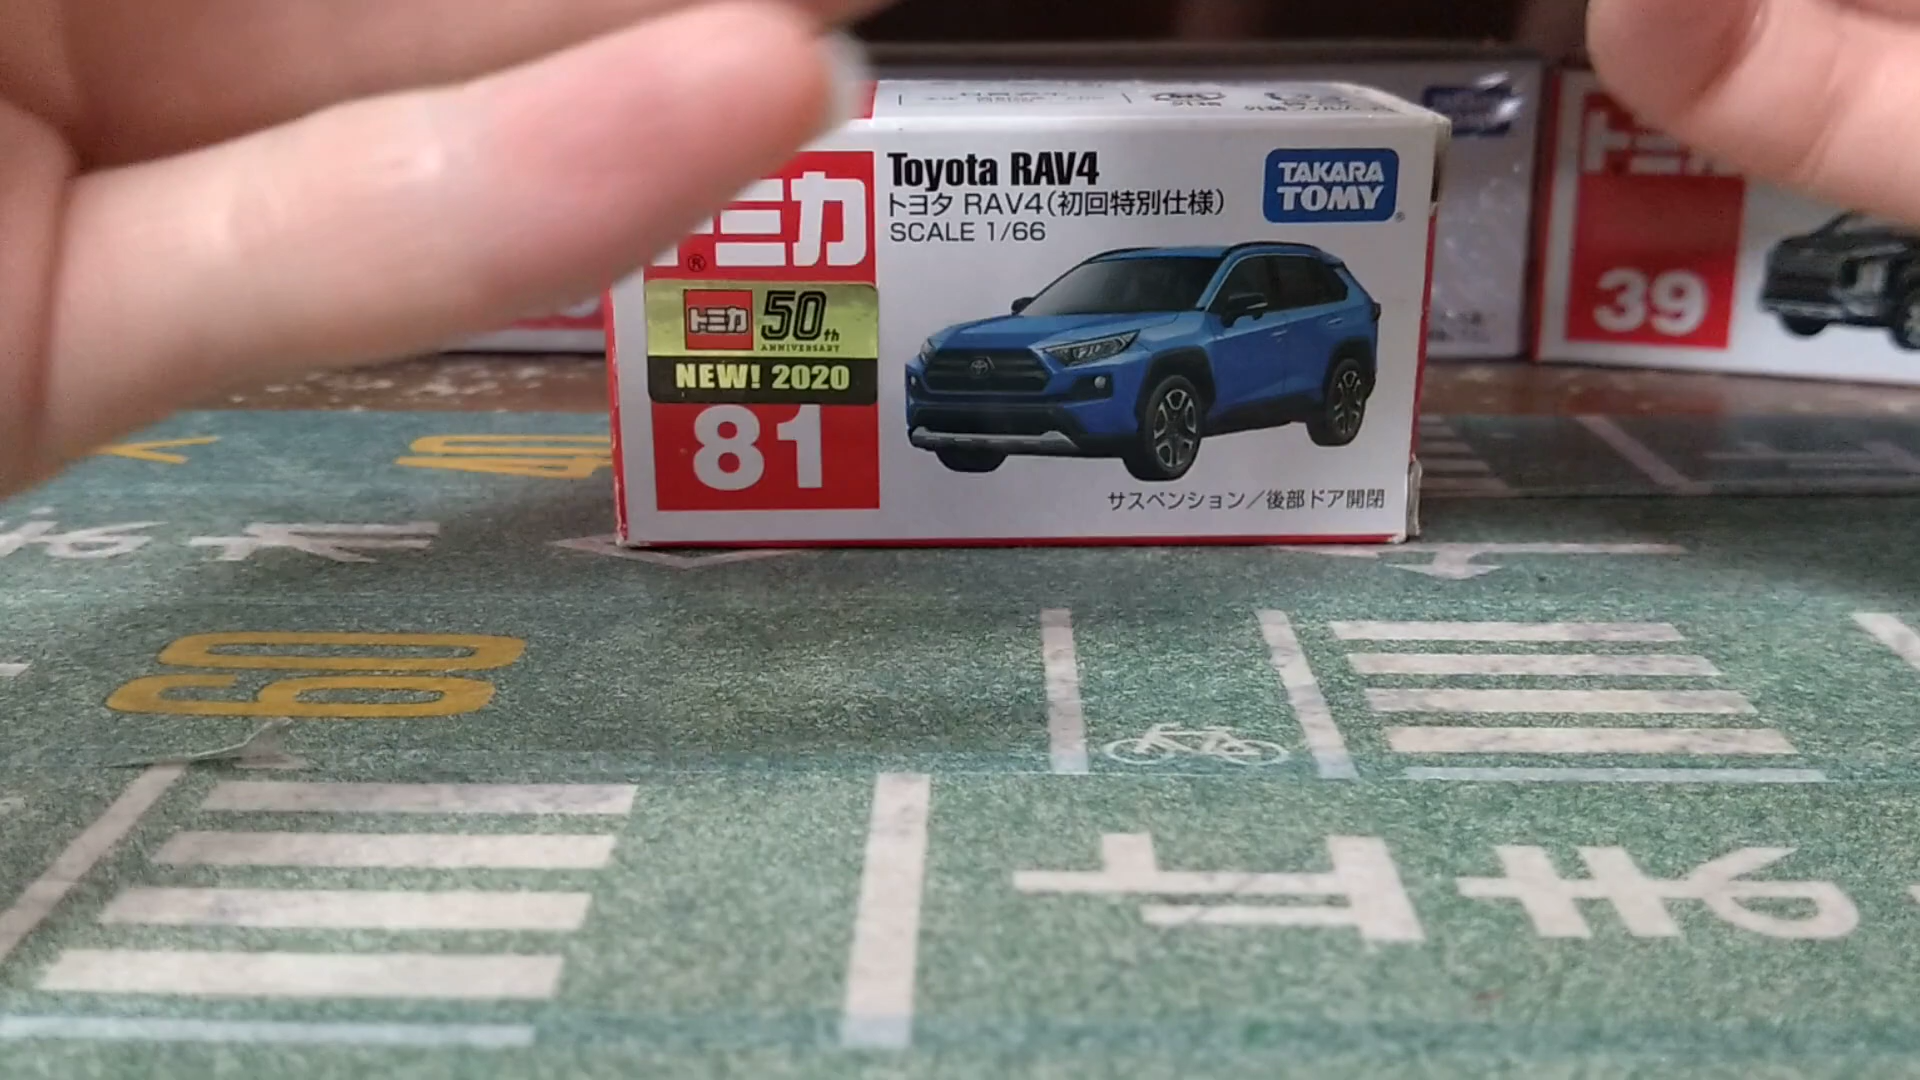 Toyota RAV4
トヨタ RAV4(初回特別仕様)
SCALE 1/66
TAKARA
TOMY
®
トミカ
®
トミカ 50th
ANNIVERSARY
NEW! 2020
81
サスペンション/後部ドア開閉
39
60